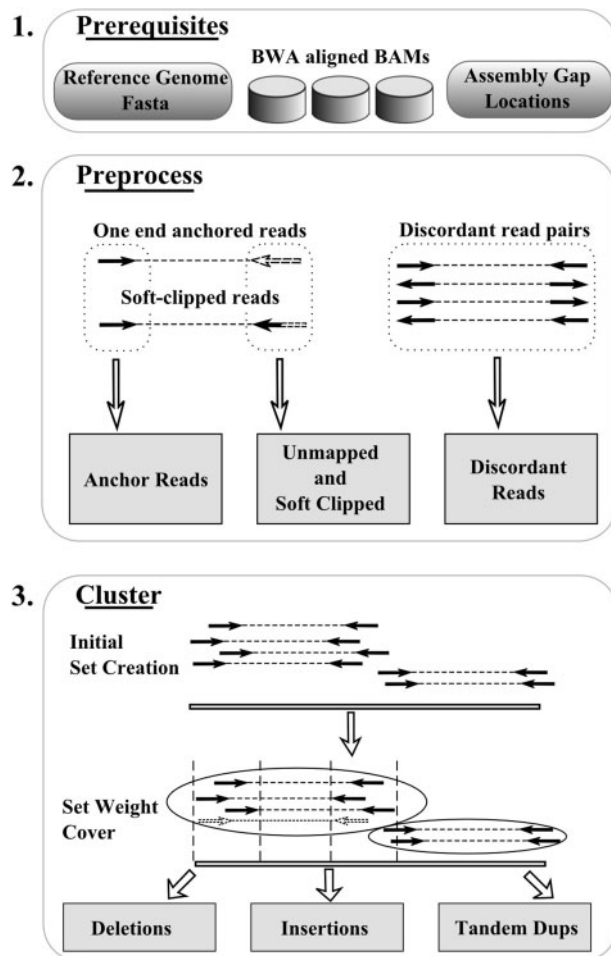 1. Prerequisites
BWA aligned BAMs
Reference Genome
Fasta
Assembly Gap
Locations
2. Preprocess
One end anchored reads
Discordant read pairs
Soft-clipped reads
Anchor Reads
Unmapped
and
Soft Clipped
Discordant
Reads
3. Cluster
Initial
Set Creation
Set Weight
Cover
Deletions
Insertions
Tandem Dups